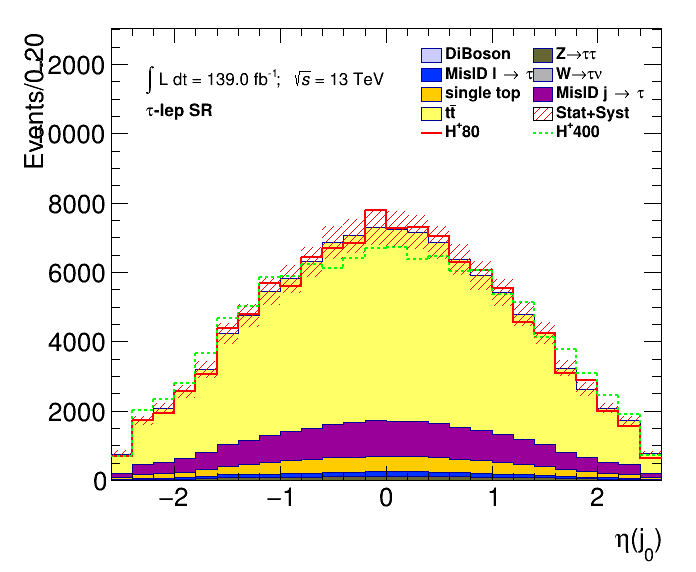 Events/0.20
12000
10000
8000
6000
4000
2000
0
∫ L dt = 139.0 fb⁻¹; √s = 13 TeV
τ-lep SR
DiBoson
MisID l → τ
single top
tt̄
H⁺80
Z→ττ
W→τν
MisID j → τ
Stat+Syst
H⁺400
−2 −1 0 1 2
η(j₀)